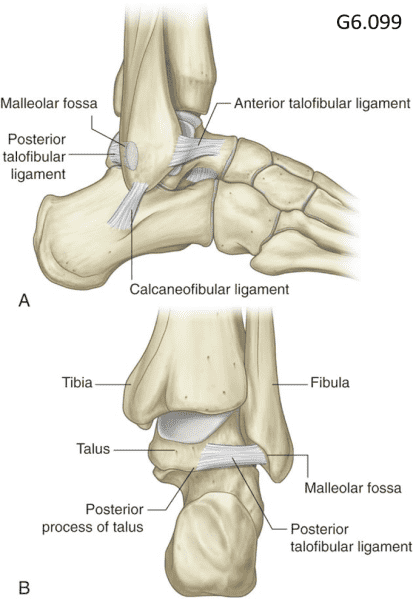 G6.099
Malleolar fossa
Anterior talofibular ligament
Posterior
talofibular
ligament
Calcaneofibular ligament
A
Tibia
Fibula
Talus
Malleolar fossa
Posterior
process of talus
Posterior
talofibular ligament
B